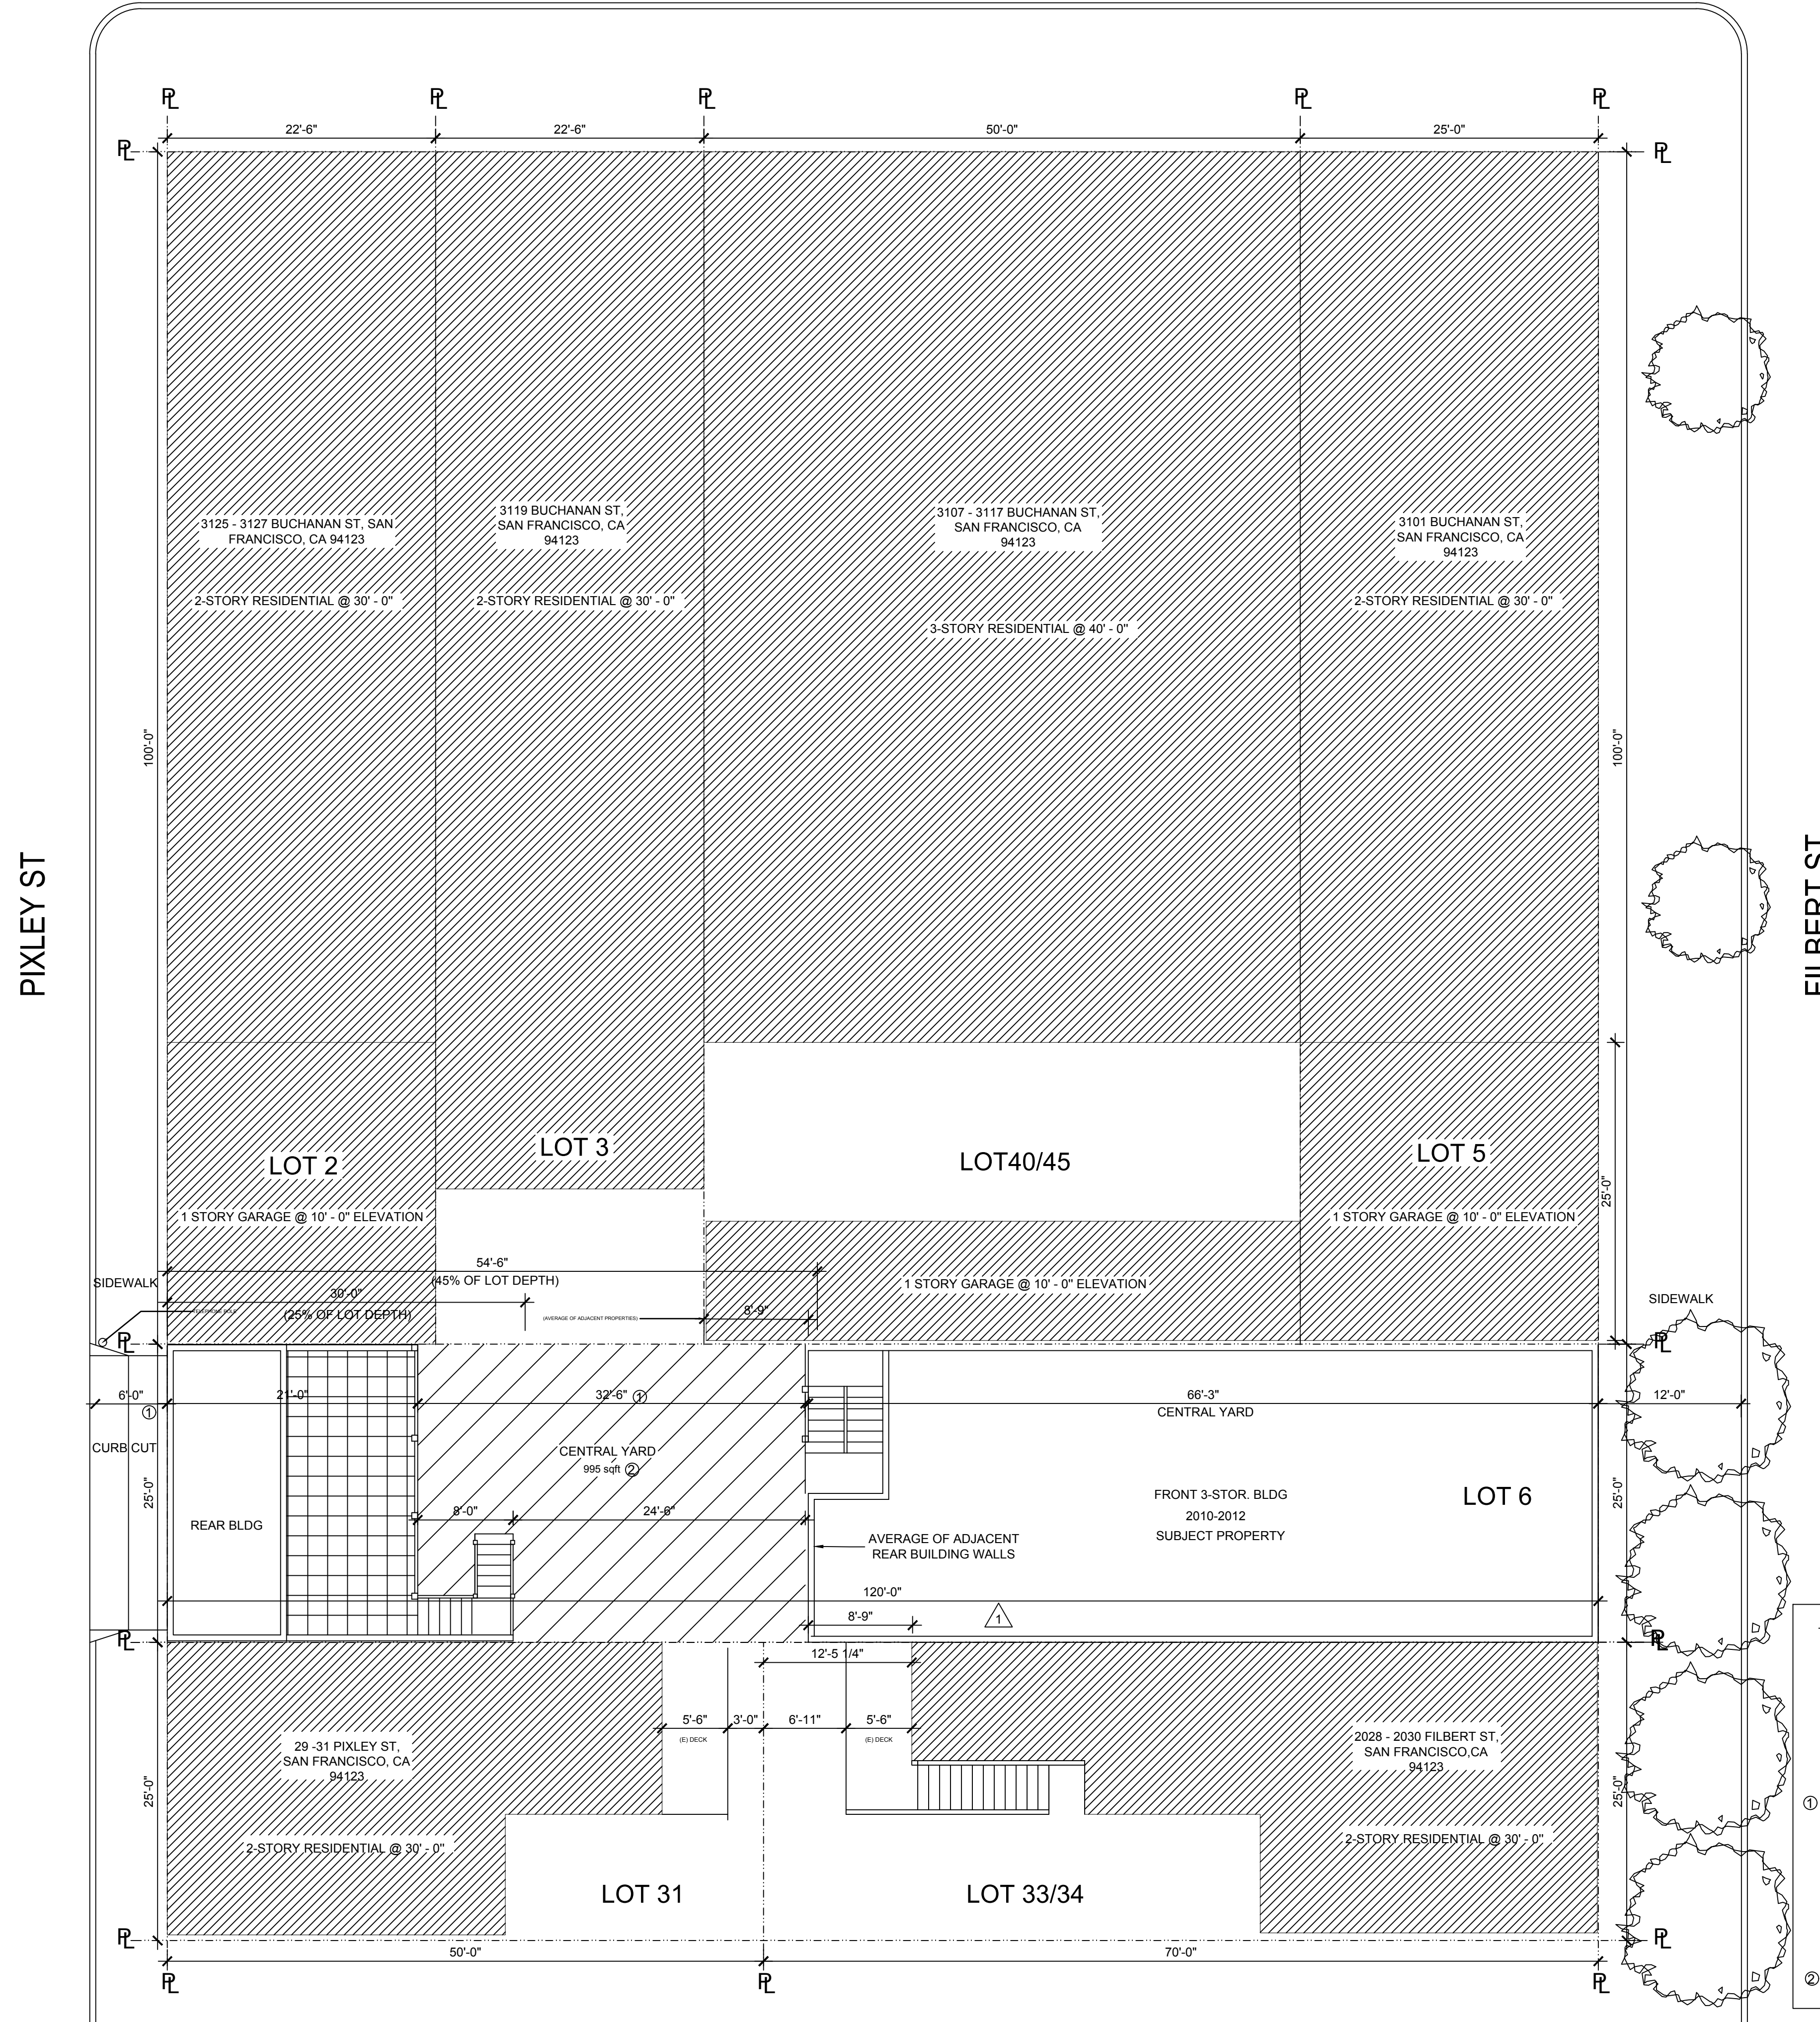 PL PL PL PL PL
22'-6" 22'-6" 50'-0" 25'-0"
PL PL
3125 - 3127 BUCHANAN ST, SAN
FRANCISCO, CA 94123
2-STORY RESIDENTIAL @ 30' - 0"
3119 BUCHANAN ST,
SAN FRANCISCO, CA
94123
2-STORY RESIDENTIAL @ 30' - 0"
3107 - 3117 BUCHANAN ST,
SAN FRANCISCO, CA
94123
3-STORY RESIDENTIAL @ 40' - 0"
3101 BUCHANAN ST,
SAN FRANCISCO, CA
94123
2-STORY RESIDENTIAL @ 30' - 0"
100'-0"
100'-0"
PIXLEY ST
FILBERT ST
LOT 2
LOT 3
LOT40/45
LOT 5
1 STORY GARAGE @ 10' - 0" ELEVATION
1 STORY GARAGE @ 10' - 0" ELEVATION
25'-0"
54'-6"
(45% OF LOT DEPTH)
SIDEWALK
1 STORY GARAGE @ 10' - 0" ELEVATION
30'-0"
(25% OF LOT DEPTH)
TELEPHONE POLE
(AVERAGE OF ADJACENT PROPERTIES)
8'-9"
SIDEWALK
PL PL
6'-0" 21'-0" 32'-6" 1 66'-3" 12'-0"
1
CENTRAL YARD
CURB CUT
CENTRAL YARD
995 sqft 2
25'-0"
25'-0"
8'-0" 24'-6"
REAR BLDG
FRONT 3-STOR. BLDG
2010-2012
SUBJECT PROPERTY
LOT 6
AVERAGE OF ADJACENT
REAR BUILDING WALLS
120'-0"
8'-9"
1
PL PL
12'-5 1/4"
5'-6" 3'-0" 6'-11" 5'-6"
(E) DECK (E) DECK
29 -31 PIXLEY ST,
SAN FRANCISCO, CA
94123
2028 - 2030 FILBERT ST,
SAN FRANCISCO,CA
94123
25'-0"
25'-0"
1
2-STORY RESIDENTIAL @ 30' - 0"
2-STORY RESIDENTIAL @ 30' - 0"
LOT 31
LOT 33/34
PL PL
50'-0" 70'-0"
PL PL PL
2